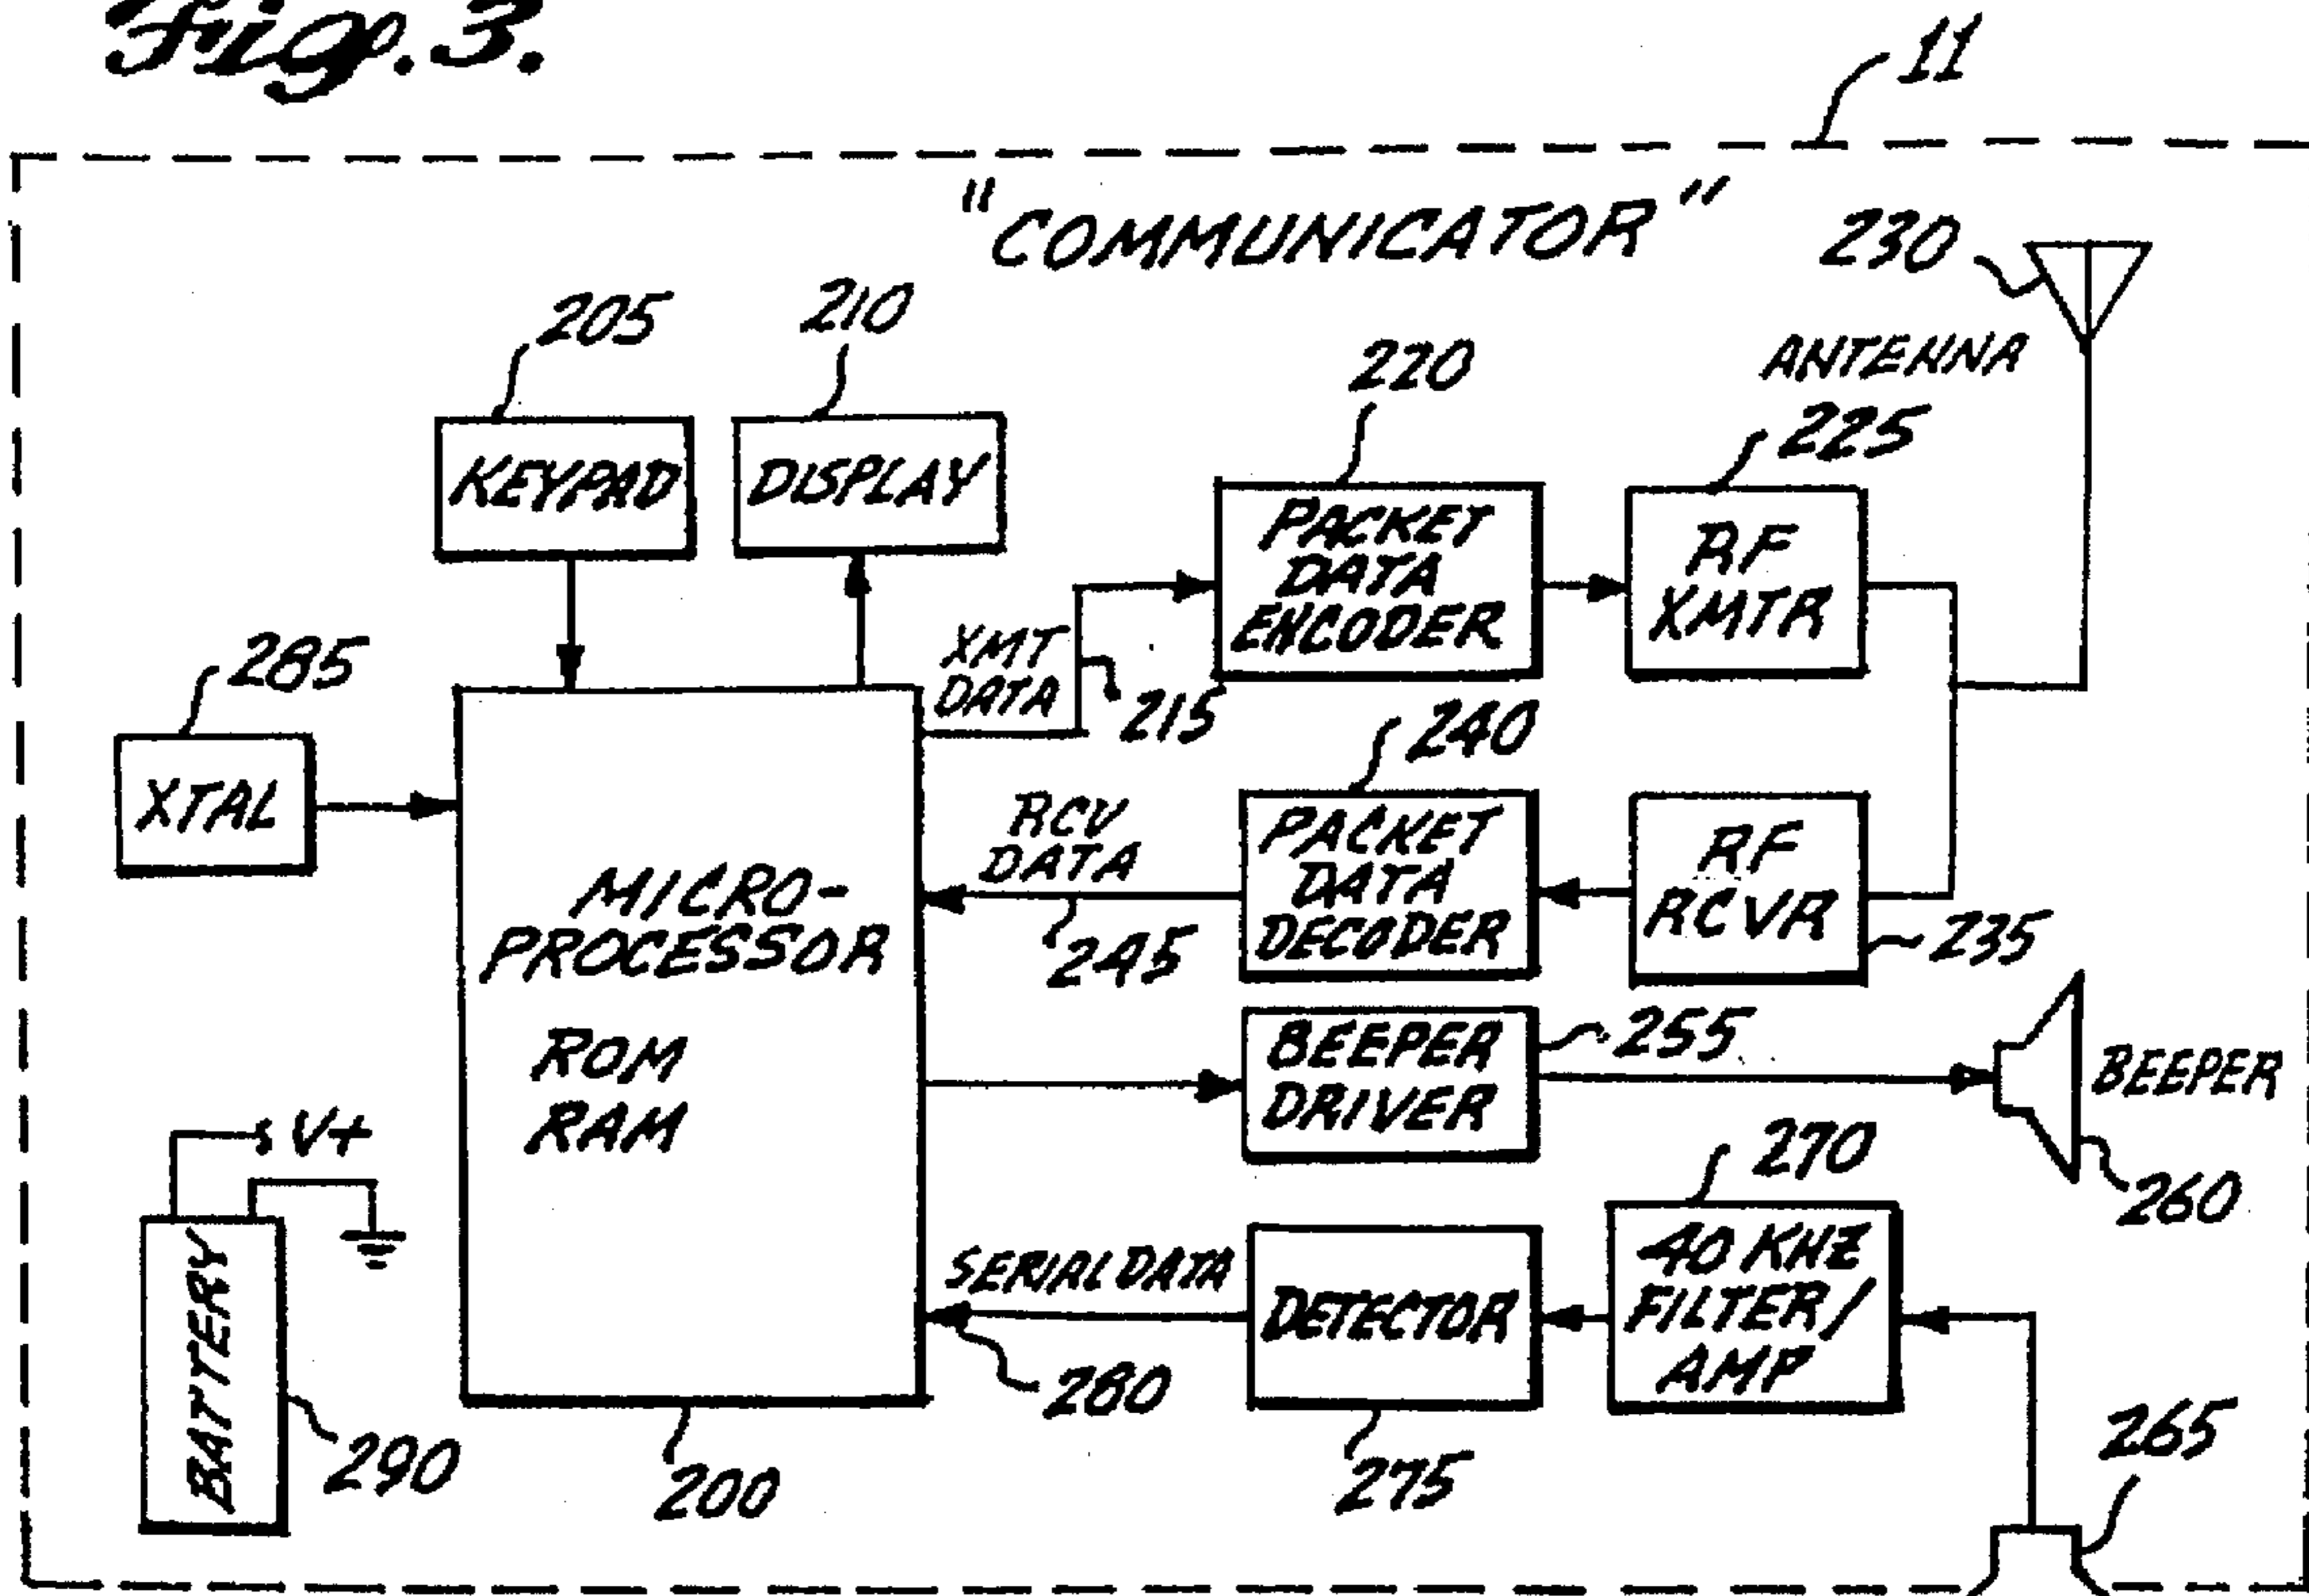 Fig. 3.
11
"COMMUNICATOR"
230
ANTENNA
205
210
220
225
KEYPAD
DISPLAY
PACKET
DATA
ENCODER
RF
XMTR
XMT
DATA
215
285
XTAL
240
RCV
DATA
245
PACKET
DATA
DECODER
RF
RCVR
235
MICRO-
PROCESSOR
ROM
RAM
BEEPER
DRIVER
255
BEEPER
260
V+
BATTERY
290
270
SERIAL DATA
280
DETECTOR
275
40 KHZ
FILTER/
AMP
265
200